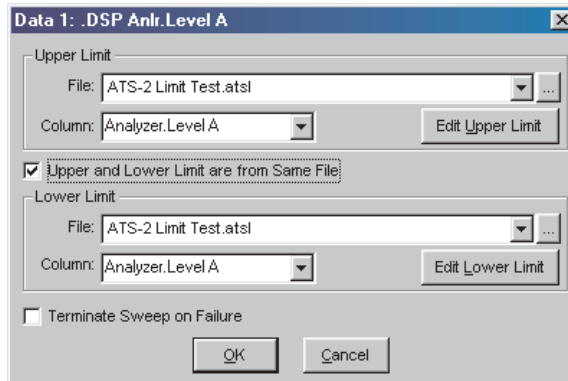 Data 1: .DSP Anlr.Level A
Upper Limit
File: ATS-2 Limit Test.atsl ...
Column: Analyzer.Level A Edit Upper Limit
Upper and Lower Limit are from Same File
Lower Limit
File: ATS-2 Limit Test.atsl ...
Column: Analyzer.Level A Edit Lower Limit
Terminate Sweep on Failure
OK Cancel